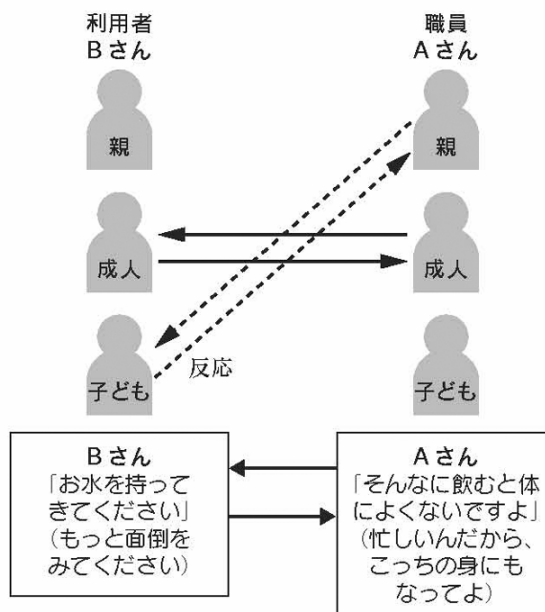 利用者
Bさん
職員
Aさん
親
親
成人
成人
子ども
反応
子ども
Bさん
「お水を持って
きてください」
(もっと面倒を
みてください)
Aさん
「そんなに飲むと体
によくないですよ」
(忙しいんだから、
こっちの身にも
なってよ)